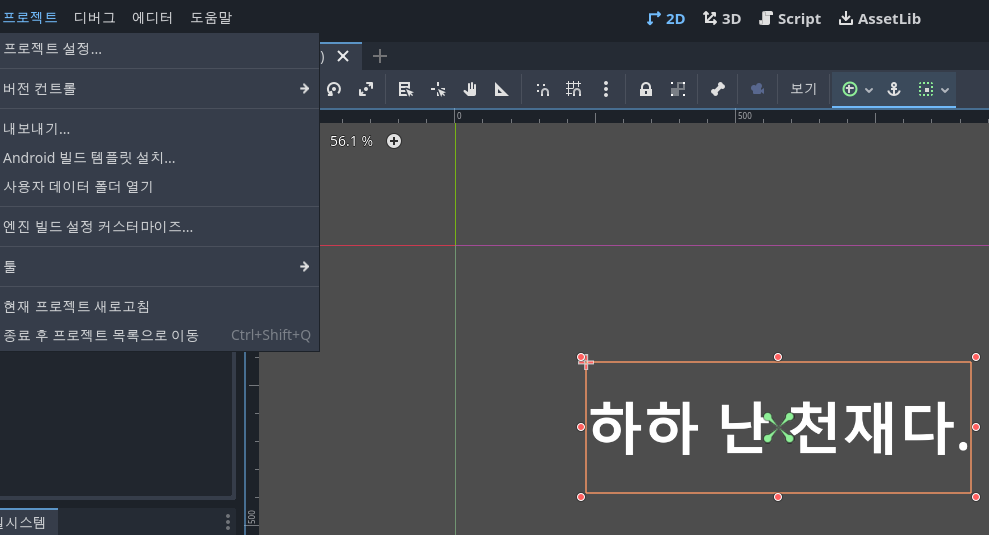 프로젝트 디버그 에디터 도움말 2D 3D Script AssetLib
프로젝트 설정...
버전 컨트롤
보기
내보내기...
0 500
56.1 %
Android 빌드 템플릿 설치...
사용자 데이터 폴더 열기
엔진 빌드 설정 커스터마이즈...
툴
현재 프로젝트 새로고침
종료 후 프로젝트 목록으로 이동 Ctrl+Shift+Q
하하 난 천재다.
500
시스템